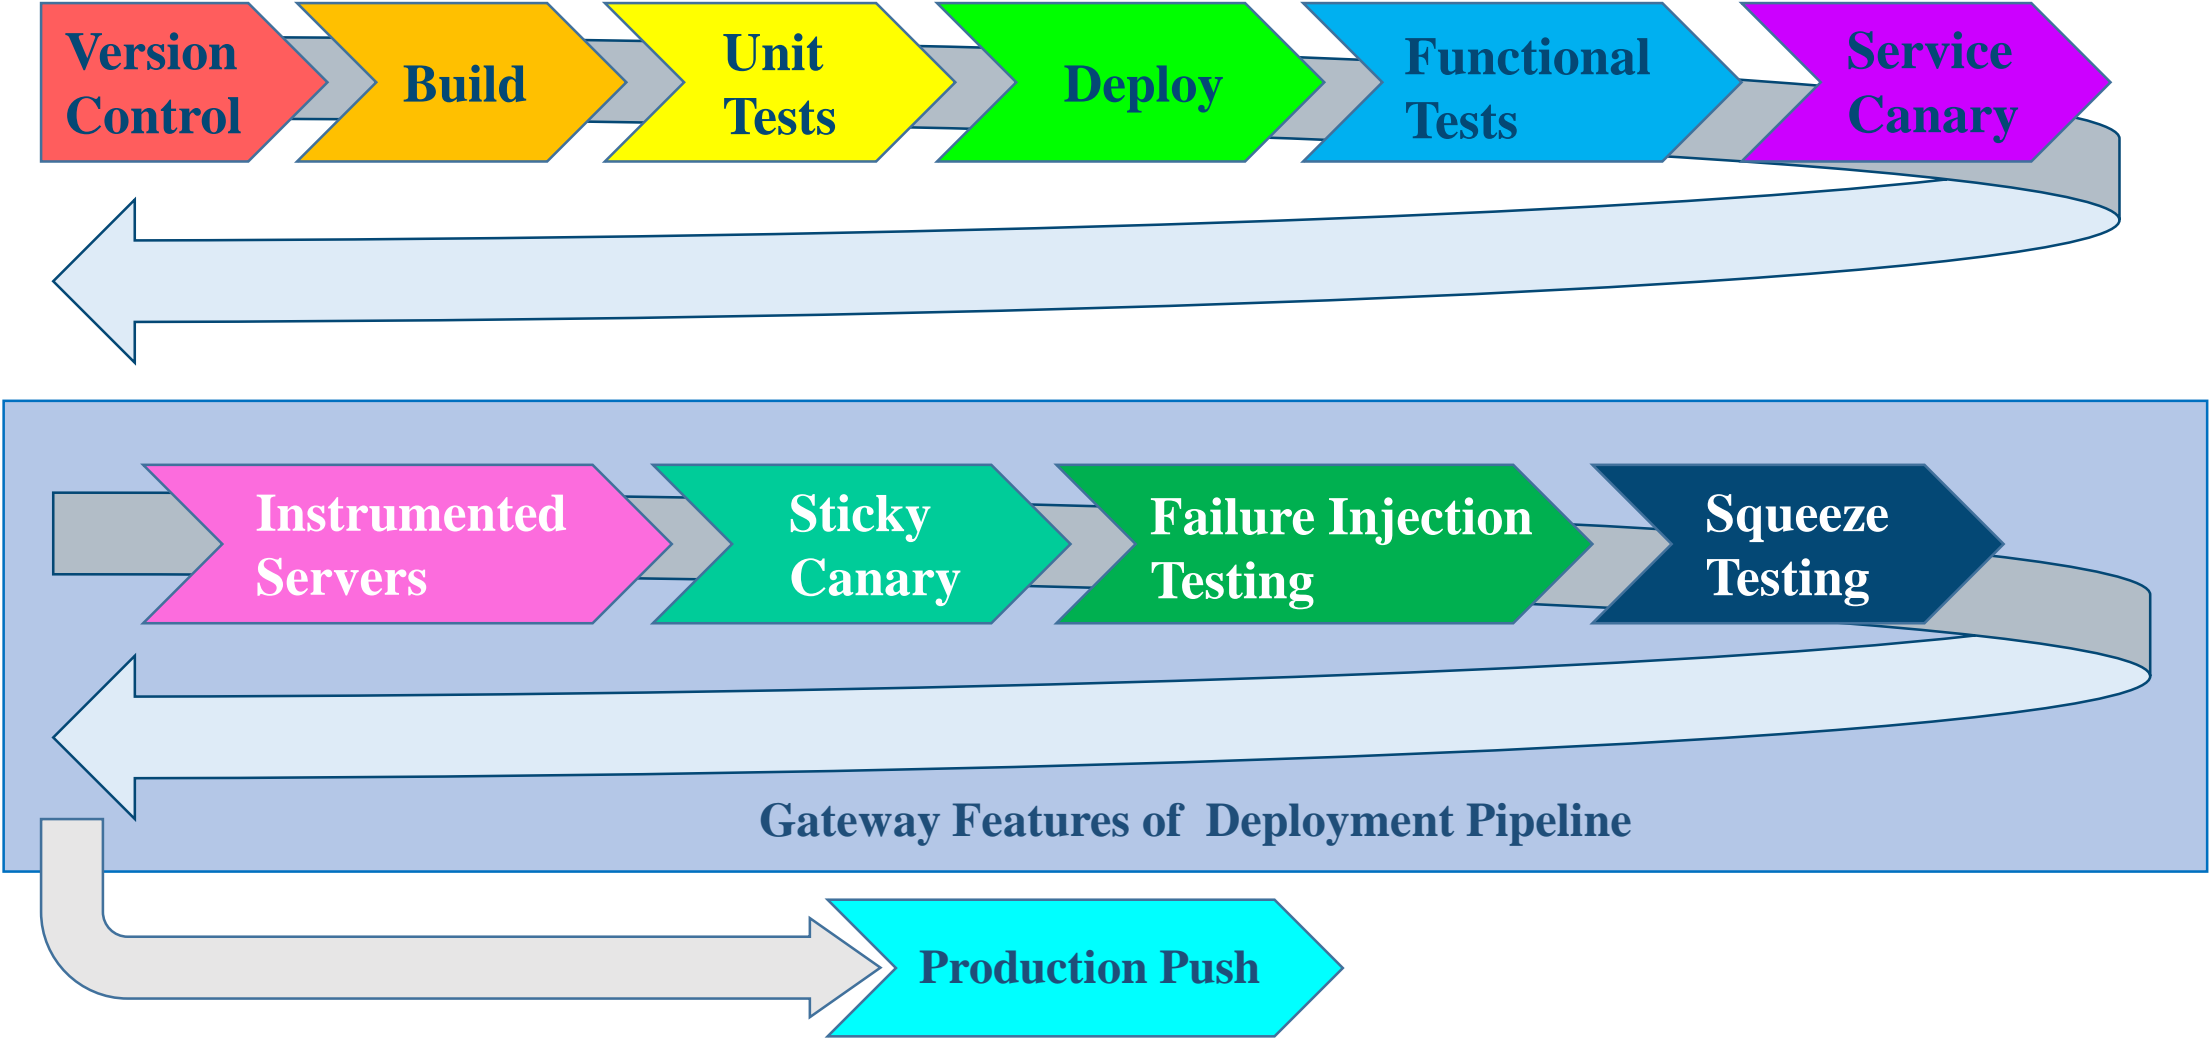 Version
Control
Build
Unit
Tests
Deploy
Functional
Tests
Service
Canary
Instrumented
Servers
Sticky
Canary
Failure Injection
Testing
Squeeze
Testing
Gateway Features of  Deployment Pipeline
Production Push